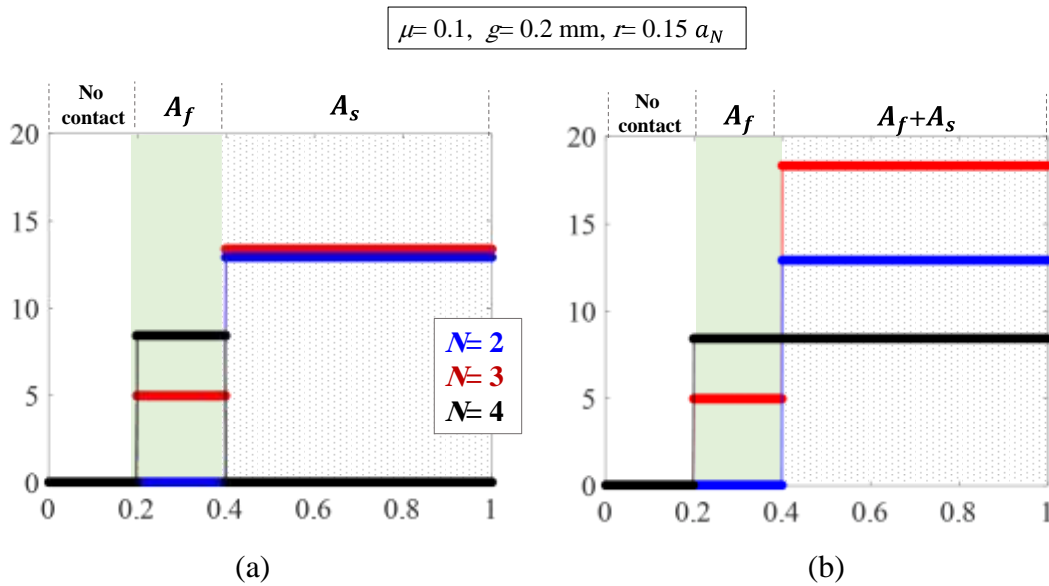 μ= 0.1, g= 0.2 mm, r= 0.15 a_N
No contact
A_f
A_s
20
15
10
5
0
0 0.2 0.4 0.6 0.8 1
(a)
N= 2
N= 3
N= 4
No contact
A_f
A_f+A_s
20
15
10
5
0
0 0.2 0.4 0.6 0.8 1
(b)